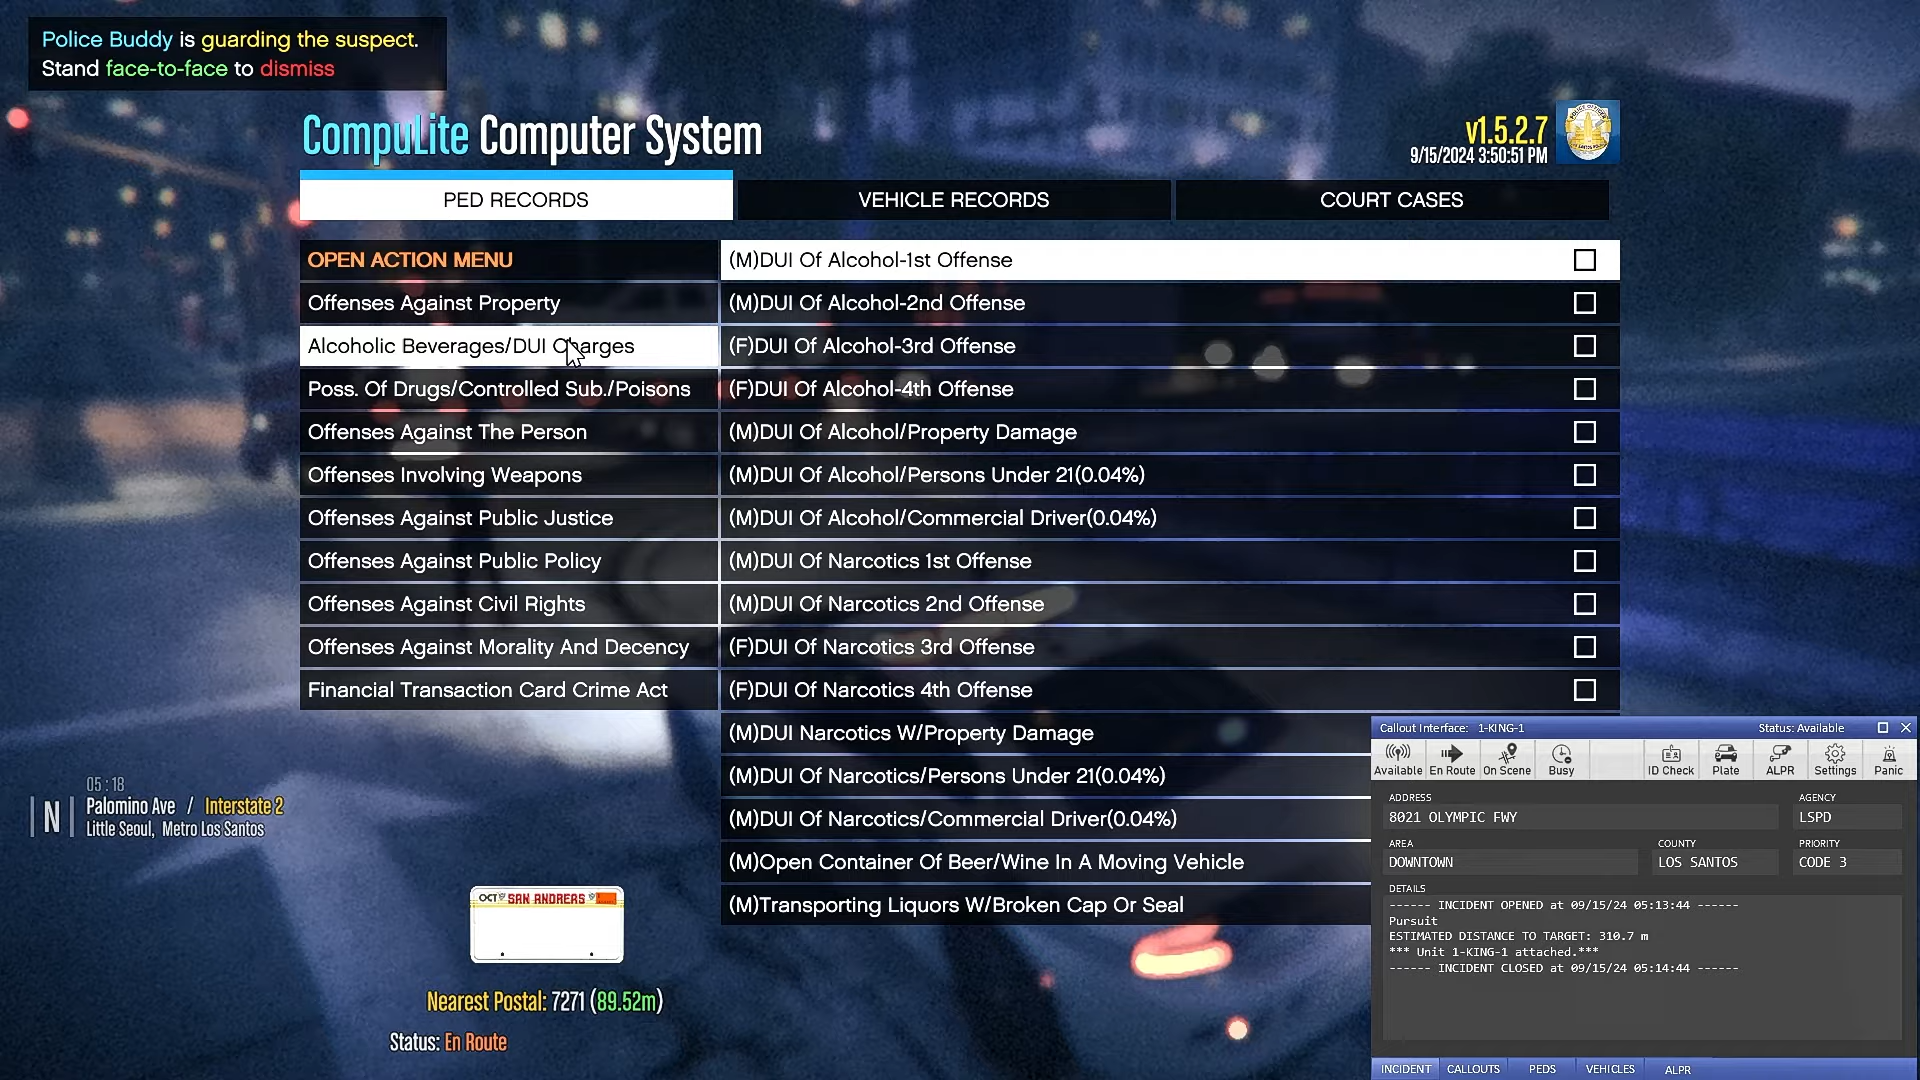 Police Buddy is guarding the suspect.
Stand face-to-face to dismiss
CompuLite Computer System
v1.5.2.7
9/15/2024 3:50:51 PM
PED RECORDS
VEHICLE RECORDS
COURT CASES
OPEN ACTION MENU
Offenses Against Property
Alcoholic Beverages/DUI Charges
Poss. Of Drugs/Controlled Sub./Poisons
Offenses Against The Person
Offenses Involving Weapons
Offenses Against Public Justice
Offenses Against Public Policy
Offenses Against Civil Rights
Offenses Against Morality And Decency
Financial Transaction Card Crime Act
(M)DUI Of Alcohol-1st Offense
(M)DUI Of Alcohol-2nd Offense
(F)DUI Of Alcohol-3rd Offense
(F)DUI Of Alcohol-4th Offense
(M)DUI Of Alcohol/Property Damage
(M)DUI Of Alcohol/Persons Under 21(0.04%)
(M)DUI Of Alcohol/Commercial Driver(0.04%)
(M)DUI Of Narcotics 1st Offense
(M)DUI Of Narcotics 2nd Offense
(F)DUI Of Narcotics 3rd Offense
(F)DUI Of Narcotics 4th Offense
(M)DUI Narcotics W/Property Damage
(M)DUI Of Narcotics/Persons Under 21(0.04%)
(M)DUI Of Narcotics/Commercial Driver(0.04%)
(M)Open Container Of Beer/Wine In A Moving Vehicle
(M)Transporting Liquors W/Broken Cap Or Seal
05:18
N
Palomino Ave / Interstate 2
Little Seoul, Metro Los Santos
OCT SAN ANDREAS
Nearest Postal: 7271 (89.52m)
Status: En Route
Callout Interface: 1-KING-1
Status: Available
Available
En Route
On Scene
Busy
ID Check
Plate
ALPR
Settings
Panic
ADDRESS
8021 OLYMPIC FWY
AGENCY
LSPD
AREA
DOWNTOWN
COUNTY
LOS SANTOS
PRIORITY
CODE 3
DETAILS
------ INCIDENT OPENED at 09/15/24 05:13:44 ------
Pursuit
ESTIMATED DISTANCE TO TARGET: 310.7 m
*** Unit 1-KING-1 attached.***
------ INCIDENT CLOSED at 09/15/24 05:14:44 ------
INCIDENT
CALLOUTS
PEDS
VEHICLES
ALPR